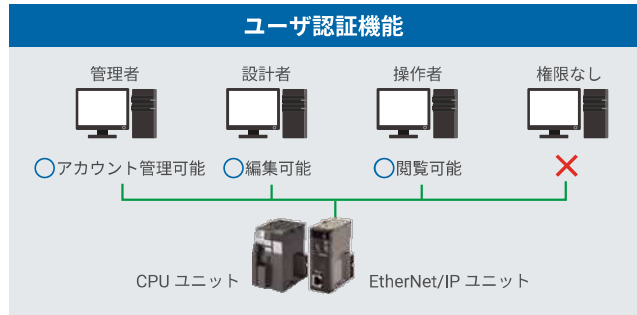 ユーザ認証機能
管理者 設計者 操作者 権限なし
○アカウント管理可能 ○編集可能 ○閲覧可能 ×
CPU ユニット EtherNet/IP ユニット